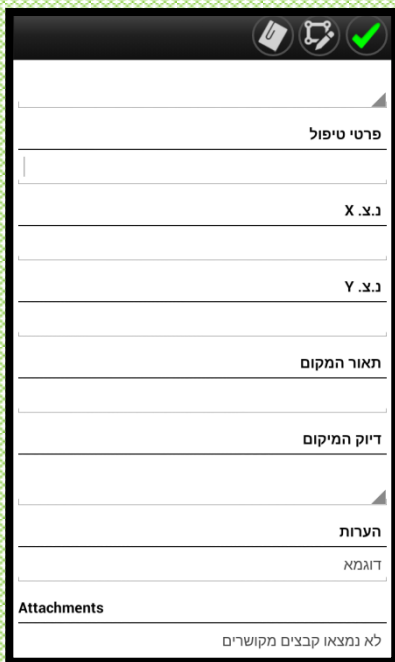 פרטי טיפול
נ.צ. X
נ.צ. Y
תאור המקום
דיוק המיקום
הערות
דוגמא
Attachments
לא נמצאו קבצים מקושרים